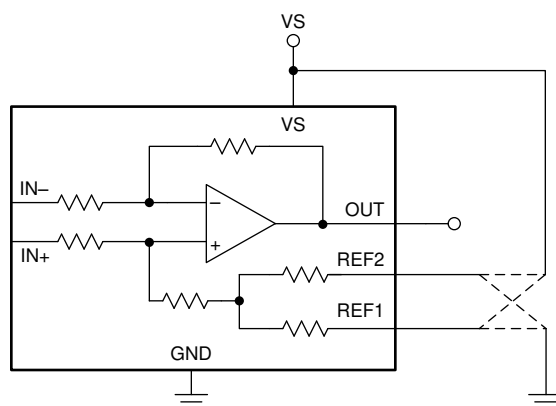 VS
VS
IN–
–
OUT
+
IN+
REF2
REF1
GND